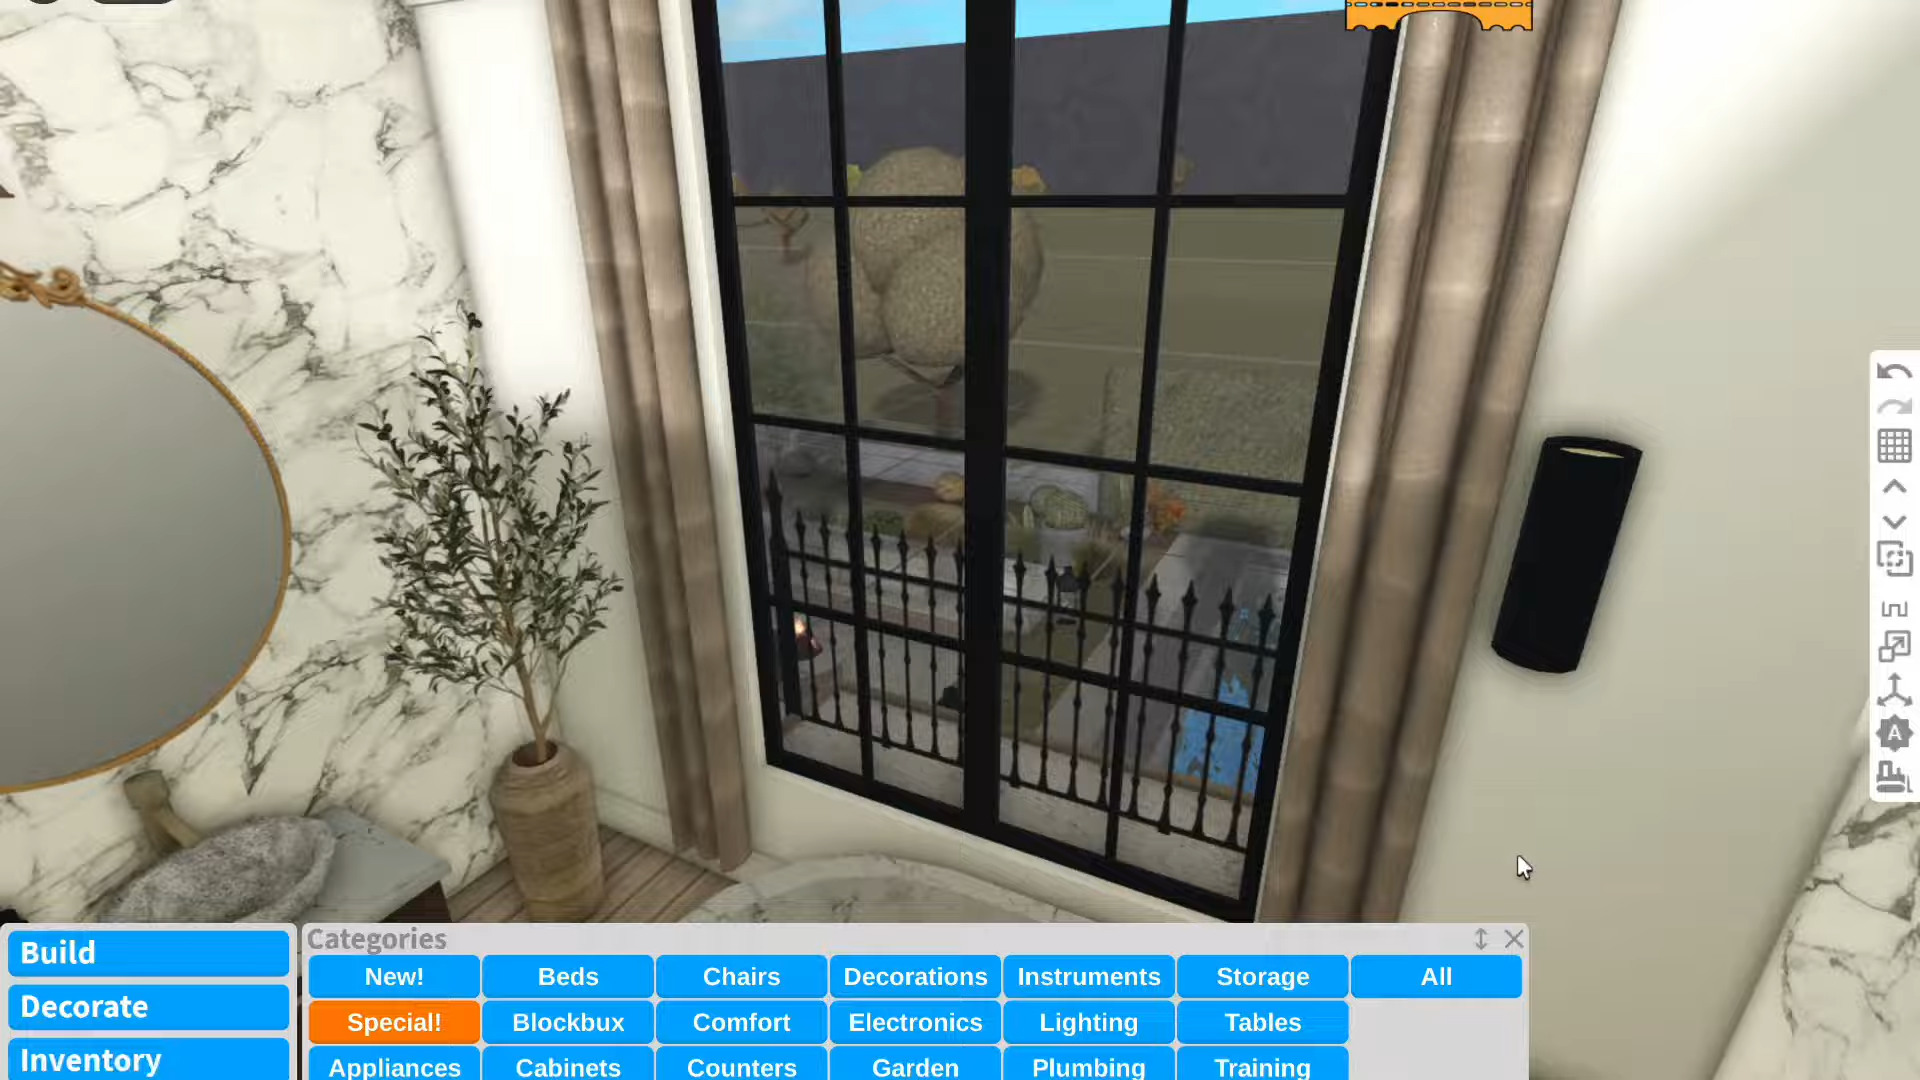 Build
Decorate
Inventory
Categories
New!
Beds
Chairs
Decorations
Instruments
Storage
All
Special!
Blockbux
Comfort
Electronics
Lighting
Tables
Appliances
Cabinets
Counters
Garden
Plumbing
Training
A